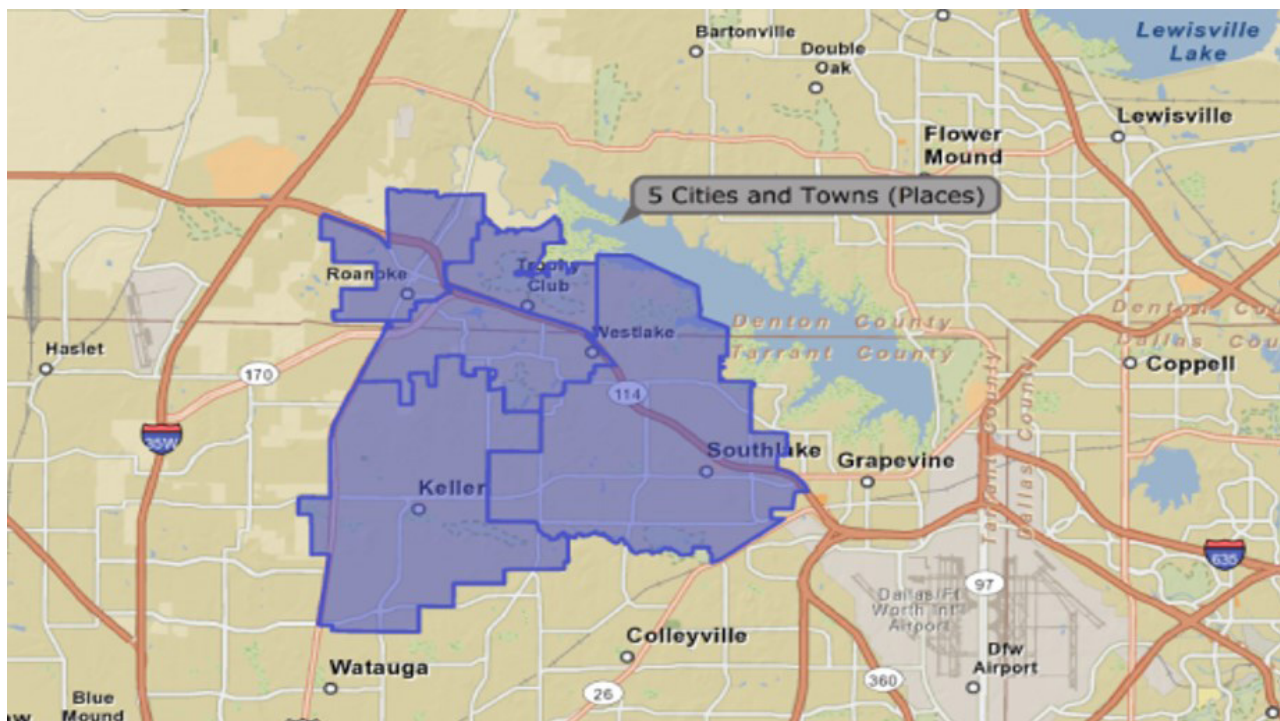 Bartonville
Double
Oak
Lewisville
Lake
Lewisville
Flower
Mound
5 Cities and Towns (Places)
Roanoke
Trophy
Club
Westlake
Denton County
Tarrant County
Denton
Dallas
Haslet
170
114
Coppell
Tarrant County
Dallas County
35W
Southlake
Grapevine
Keller
635
97
Dallas/Ft
Worth Int'l
Airport
Colleyville
Dfw
Airport
Watauga
26
360
Blue
Mound